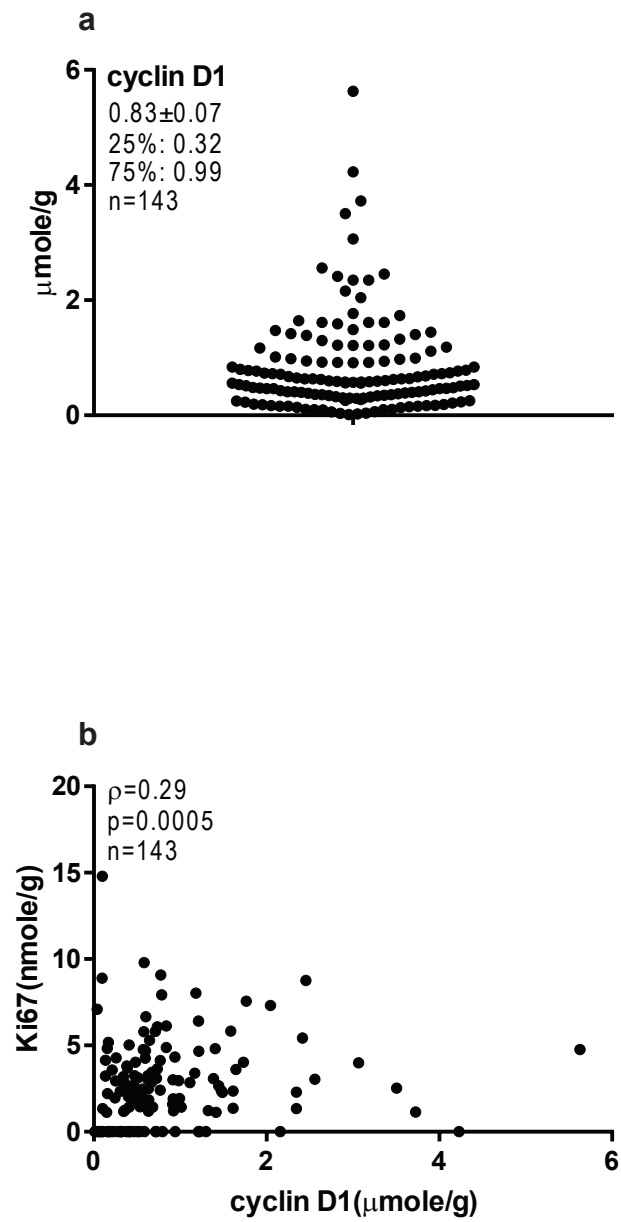 a
6
cyclin D1
0.83±0.07
25%: 0.32
75%: 0.99
n=143
4
μmole/g
2
0
b
20
ρ=0.29
p=0.0005
n=143
15
10
Ki67(nmole/g)
5
0
0 2 4 6
cyclin D1(μmole/g)